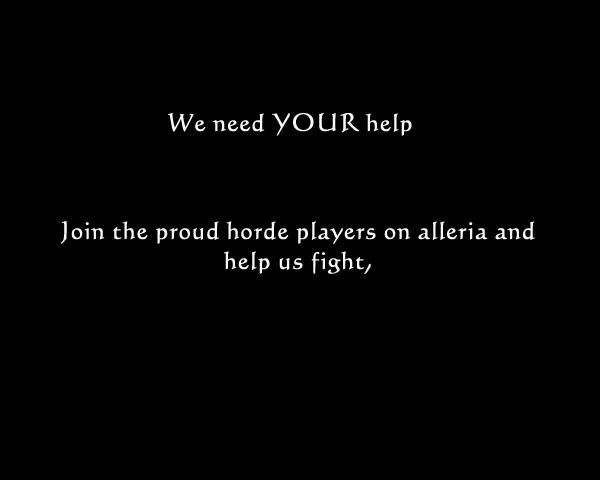 We need YOUR help
Join the proud horde players on alleria and
help us fight,